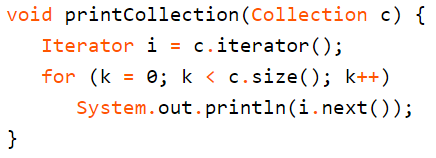 void printCollection(Collection c) {
   Iterator i = c.iterator();
   for (k = 0; k < c.size(); k++)
      System.out.println(i.next());
}